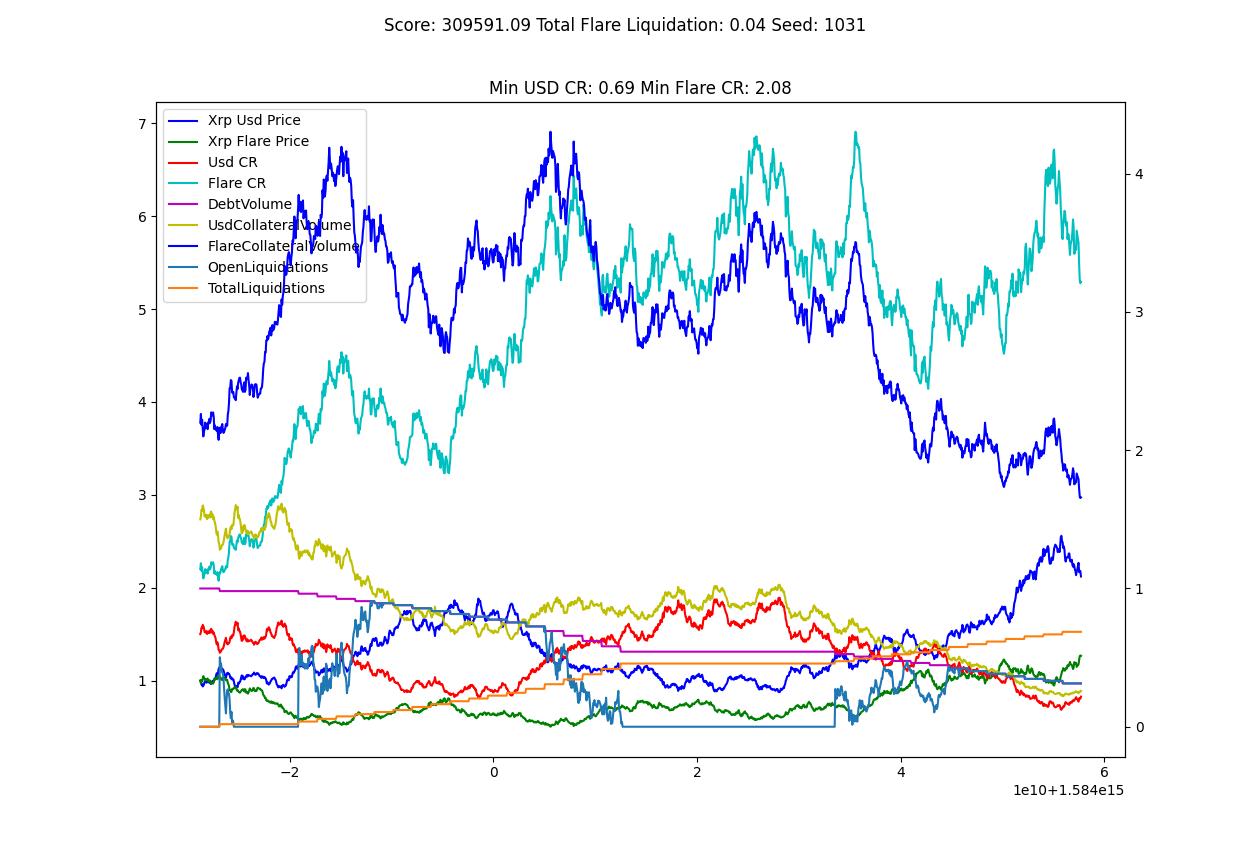 Score: 309591.09 Total Flare Liquidation: 0.04 Seed: 1031
Min USD CR: 0.69 Min Flare CR: 2.08
Xrp Usd Price
Xrp Flare Price
Usd CR
Flare CR
DebtVolume
UsdCollateralVolume
FlareCollateralVolume
OpenLiquidations
TotalLiquidations
7
6
5
4
3
2
1
4
3
2
1
0
−2
0
2
4
6
1e10+1.584e15